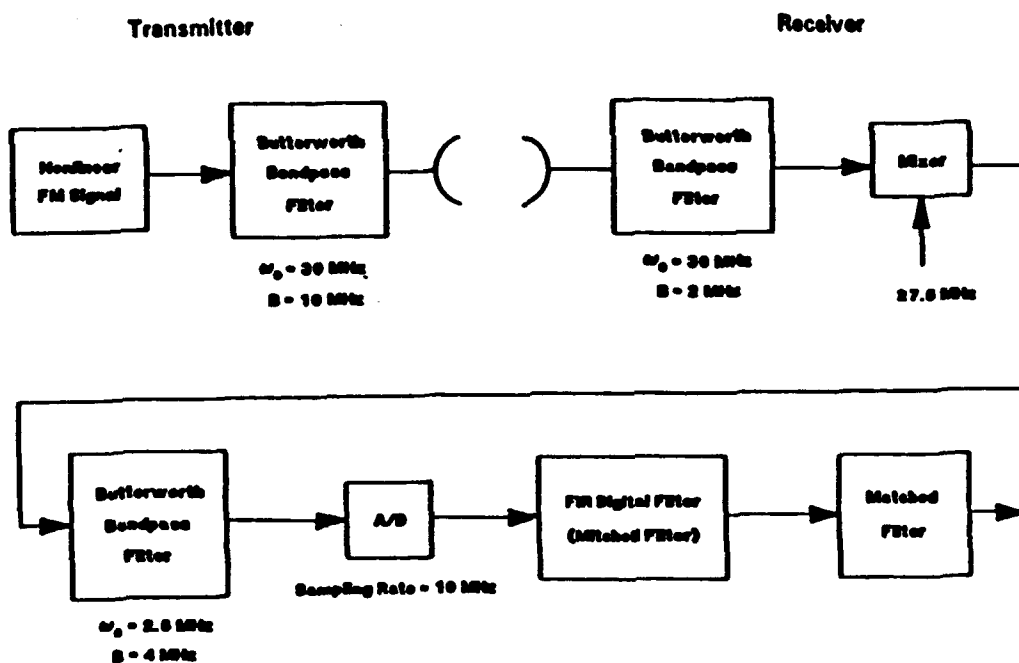 Transmitter
Receiver
Nonlinear
FM Signal
Butterworth
Bandpass
Filter
ω₀ = 30 MHz
B = 10 MHz
Butterworth
Bandpass
Filter
ω₀ = 30 MHz
B = 2 MHz
Mixer
27.5 MHz
Butterworth
Bandpass
Filter
ω₀ = 2.5 MHz
B = 4 MHz
A/D
Sampling Rate = 10 MHz
FIR Digital Filter
(Mitched Filter)
Matched
Filter